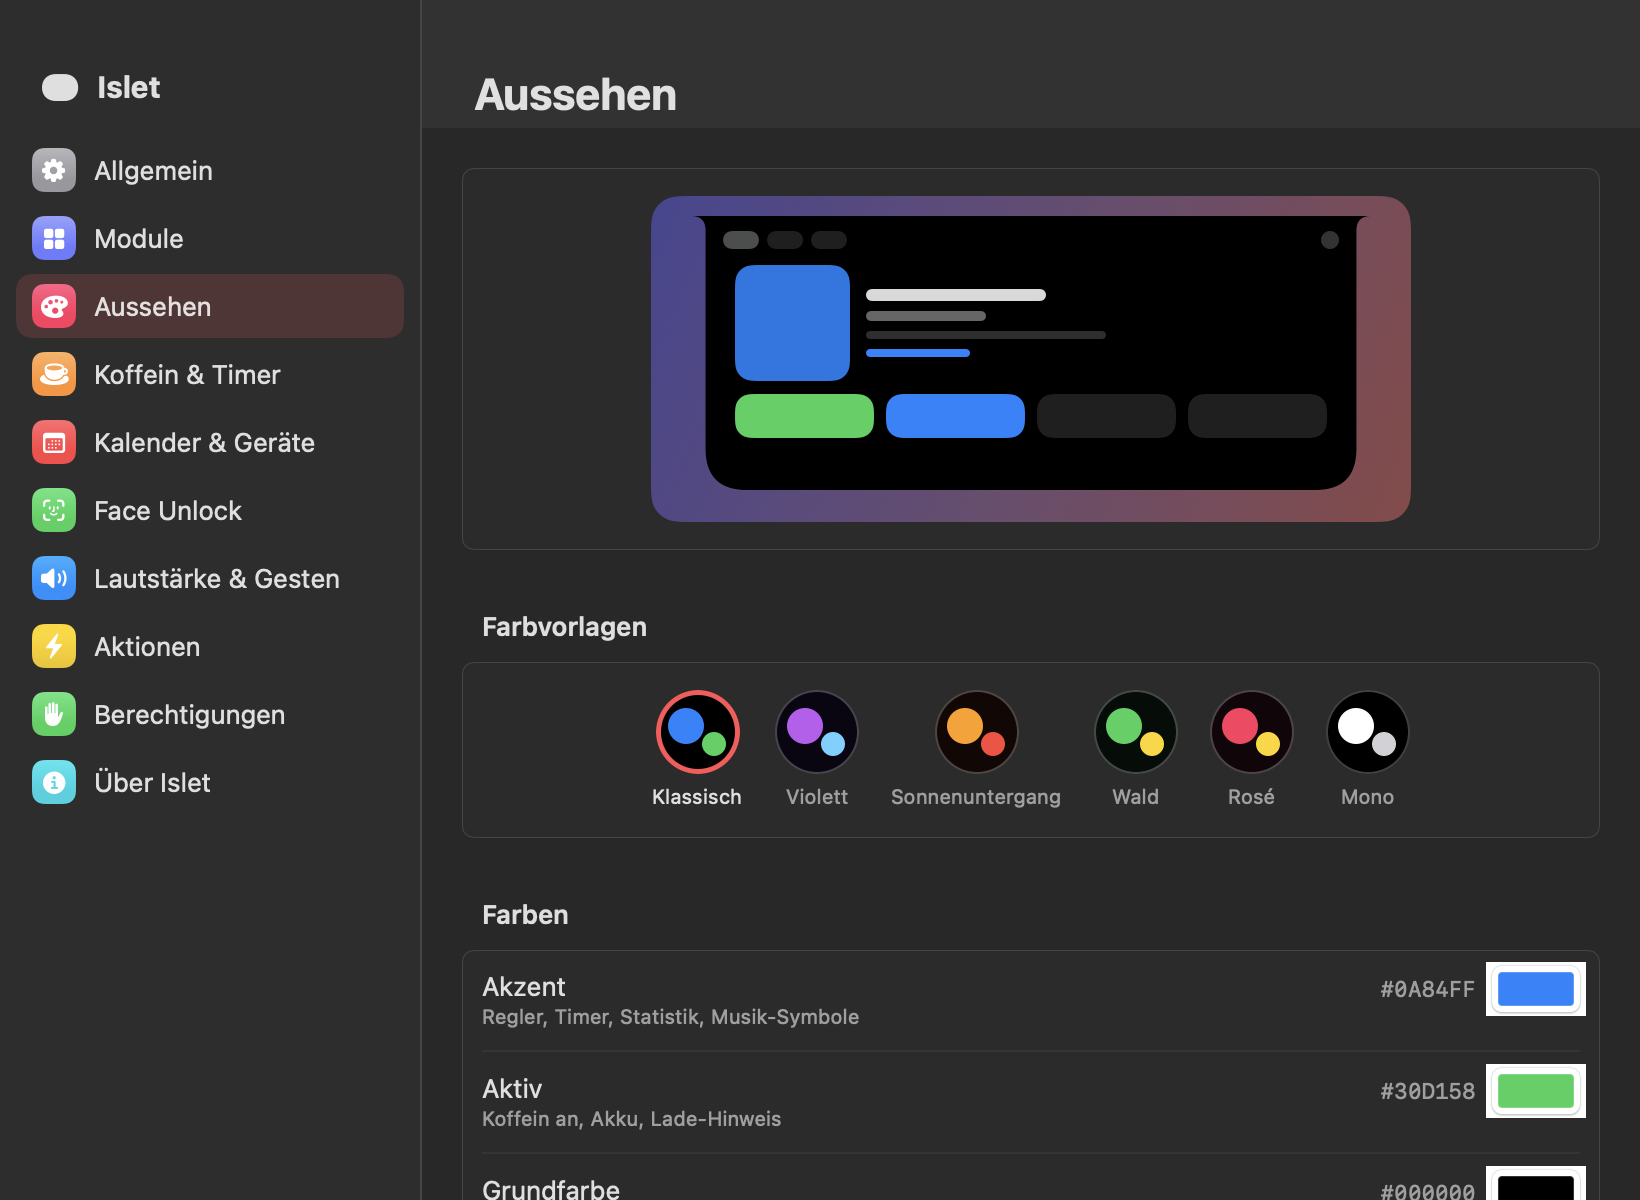 Islet
Allgemein
Module
Aussehen
Koffein & Timer
Kalender & Geräte
Face Unlock
Lautstärke & Gesten
Aktionen
Berechtigungen
Über Islet
Aussehen
Farbvorlagen
Klassisch
Violett
Sonnenuntergang
Wald
Rosé
Mono
Farben
Akzent
#0A84FF
Regler, Timer, Statistik, Musik-Symbole
Aktiv
#30D158
Koffein an, Akku, Lade-Hinweis
Grundfarbe
#000000